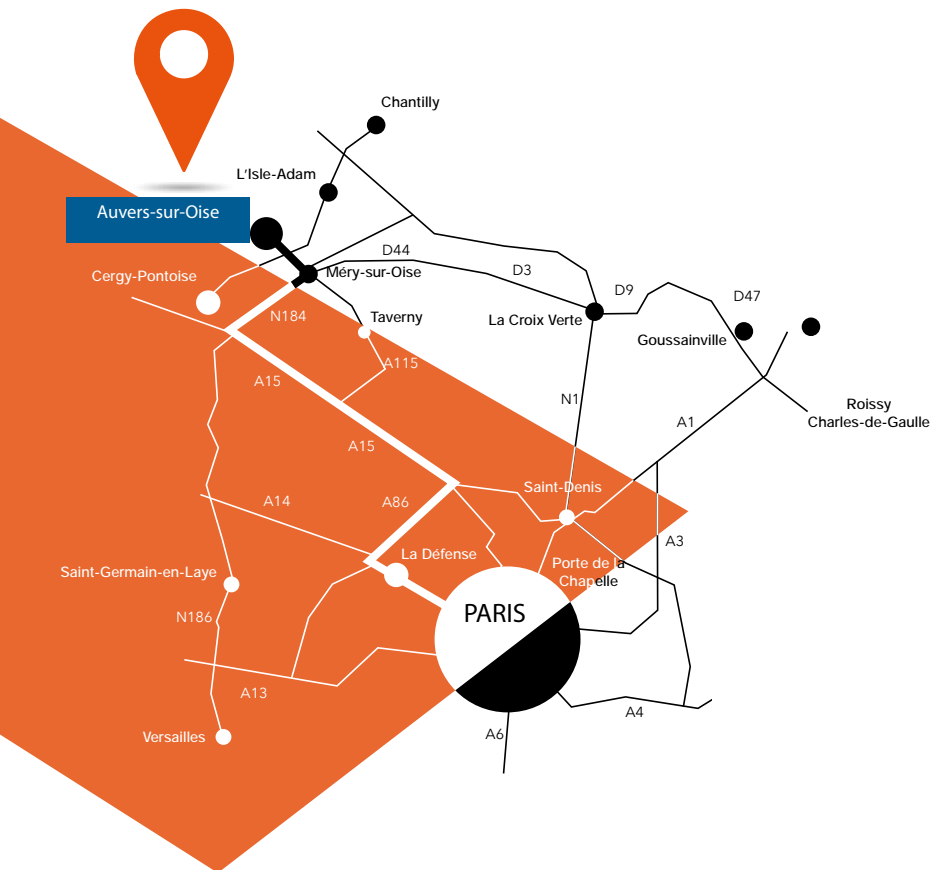 Chantilly
L'Isle-Adam
Auvers-sur-Oise
D44
Cergy-Pontoise
Méry-sur-Oise
D3
D9
D47
N184
Taverny
La Croix Verte
Goussainville
A115
A15
N1
Roissy
Charles-de-Gaulle
A1
A15
Saint-Denis
A14
A86
A3
La Défense
Porte de la
Chapelle
Saint-Germain-en-Laye
PARIS
N186
A13
A4
Versailles
A6